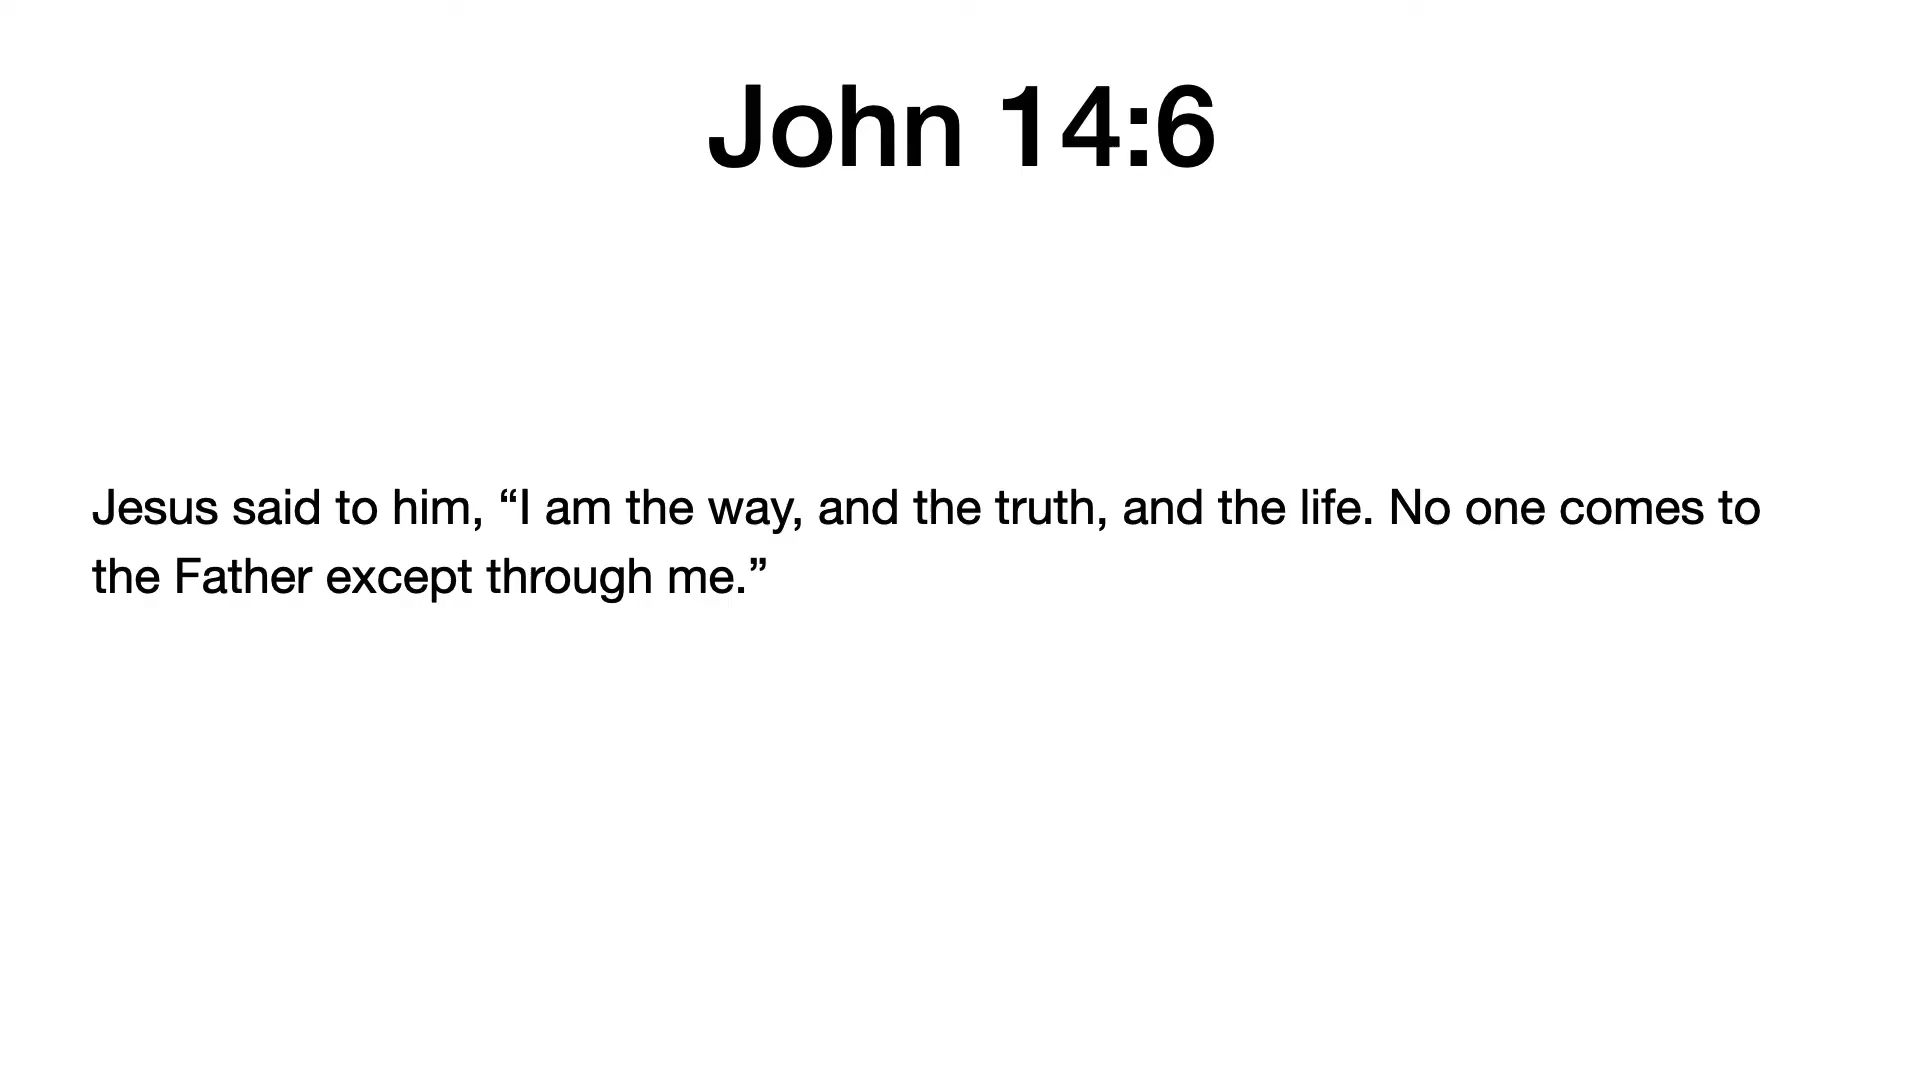 John 14:6
Jesus said to him, “I am the way, and the truth, and the life. No one comes to
the Father except through me.”